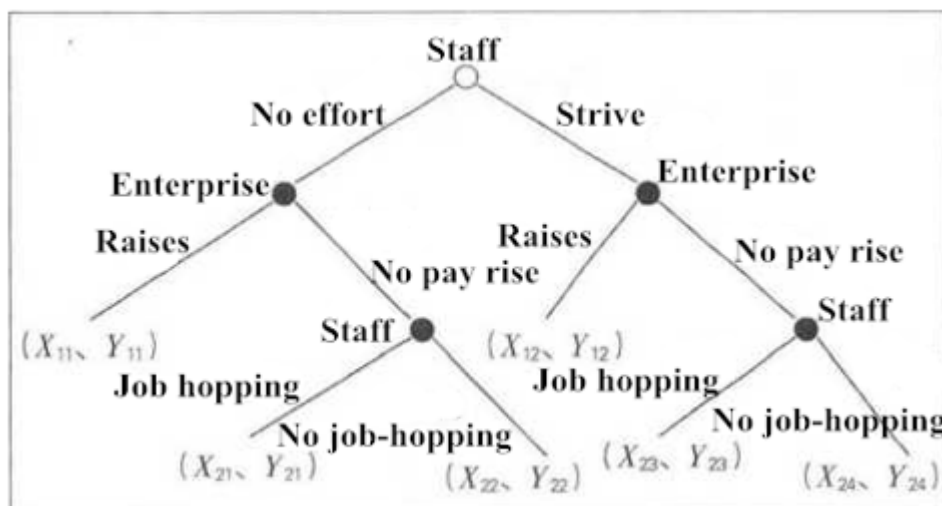 Staff
No effort
Strive
Enterprise
Enterprise
Raises
Raises
No pay rise
No pay rise
Staff
Staff
(X₁₁、Y₁₁)
(X₁₂、Y₁₂)
Job hopping
Job hopping
No job-hopping
No job-hopping
(X₂₁、Y₂₁)
(X₂₂、Y₂₂)
(X₂₃、Y₂₃)
(X₂₄、Y₂₄)